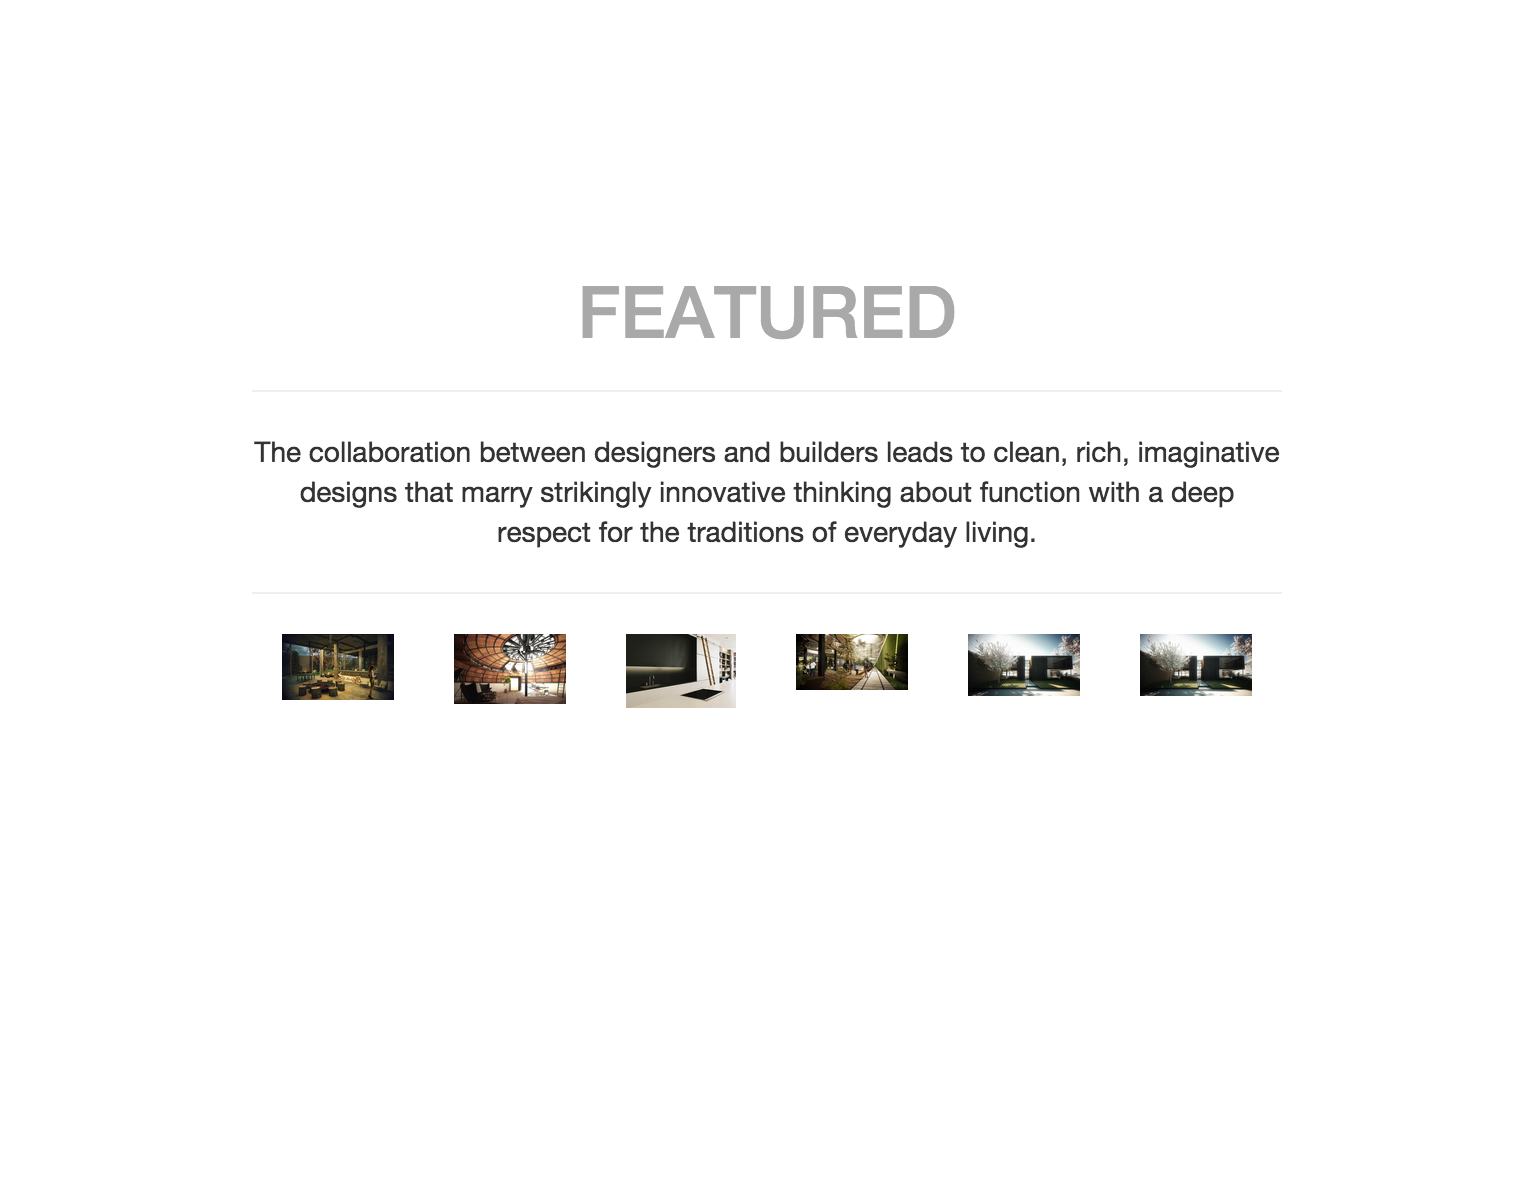 FEATURED
The collaboration between designers and builders leads to clean, rich, imaginative
designs that marry strikingly innovative thinking about function with a deep
respect for the traditions of everyday living.